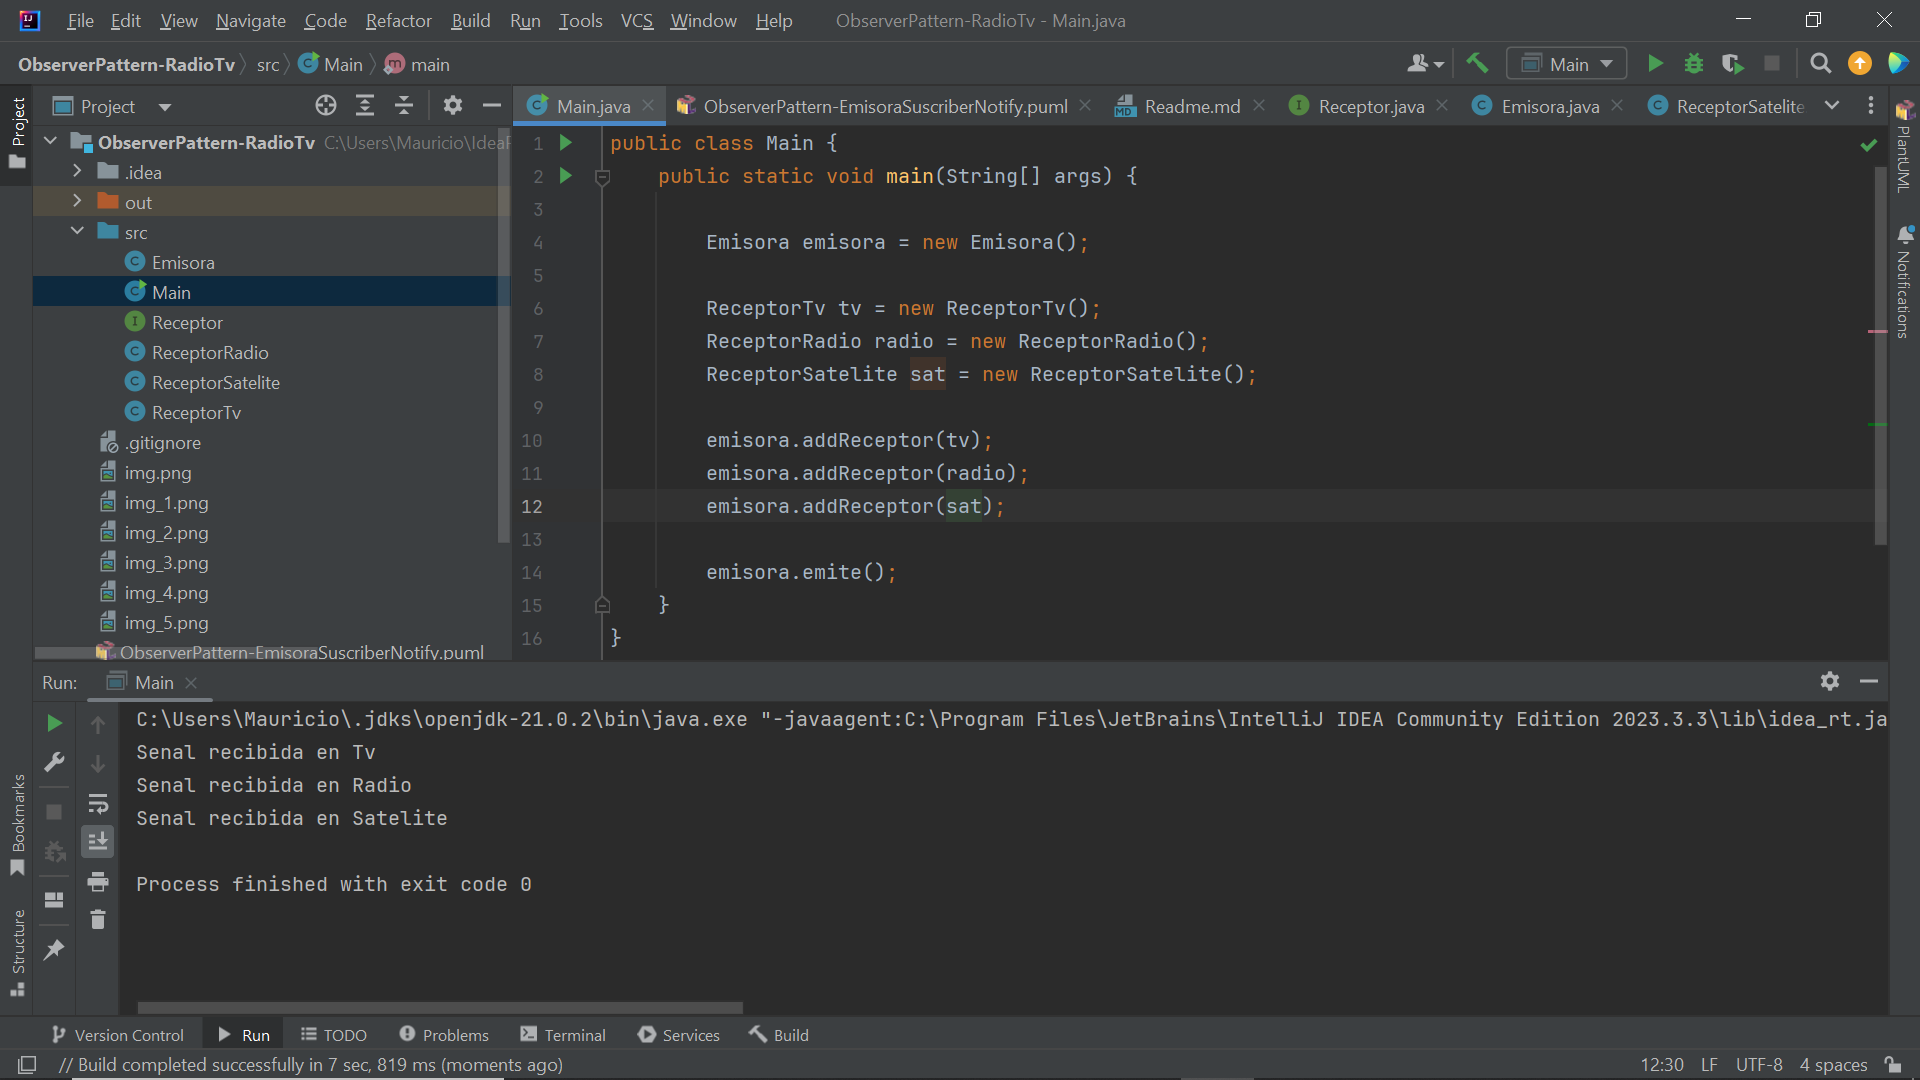 File Edit View Navigate Code Refactor Build Run Tools VCS Window Help ObserverPattern-RadioTv - Main.java
ObserverPattern-RadioTv src Main main Main
Project
Main.java ObserverPattern-EmisoraSuscriberNotify.puml Readme.md Receptor.java Emisora.java ReceptorSatelite
Project
ObserverPattern-RadioTv C:\Users\Mauricio\Idea
.idea
out
src
Emisora
Main
Receptor
ReceptorRadio
ReceptorSatelite
ReceptorTv
.gitignore
img.png
img_1.png
img_2.png
img_3.png
img_4.png
img_5.png
ObserverPattern-EmisoraSuscriberNotify.puml
1 public class Main {
2 public static void main(String[] args) {
3
4 Emisora emisora = new Emisora();
5
6 ReceptorTv tv = new ReceptorTv();
7 ReceptorRadio radio = new ReceptorRadio();
8 ReceptorSatelite sat = new ReceptorSatelite();
9
10 emisora.addReceptor(tv);
11 emisora.addReceptor(radio);
12 emisora.addReceptor(sat);
13
14 emisora.emite();
15 }
16 }
PlantUML
Notifications
Run: Main
C:\Users\Mauricio\.jdks\openjdk-21.0.2\bin\java.exe "-javaagent:C:\Program Files\JetBrains\IntelliJ IDEA Community Edition 2023.3.3\lib\idea_rt.ja
Senal recibida en Tv
Senal recibida en Radio
Senal recibida en Satelite
Process finished with exit code 0
Bookmarks
Structure
Version Control Run TODO Problems Terminal Services Build
// Build completed successfully in 7 sec, 819 ms (moments ago) 12:30 LF UTF-8 4 spaces